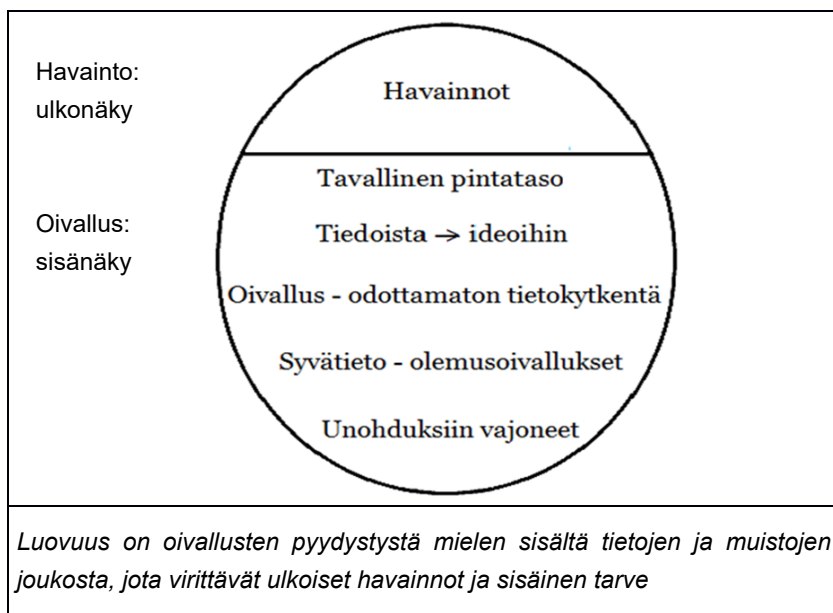 Havainto:
ulkonäky
Havainnot
Tavallinen pintataso
Oivallus:
sisänäky
Tiedoista → ideoihin
Oivallus - odottamaton tietokytkentä
Syvätieto - olemusoivallukset
Unohduksiin vajoneet
Luovuus on oivallusten pyydystystä mielen sisältä tietojen ja muistojen
joukosta, jota virittävät ulkoiset havainnot ja sisäinen tarve